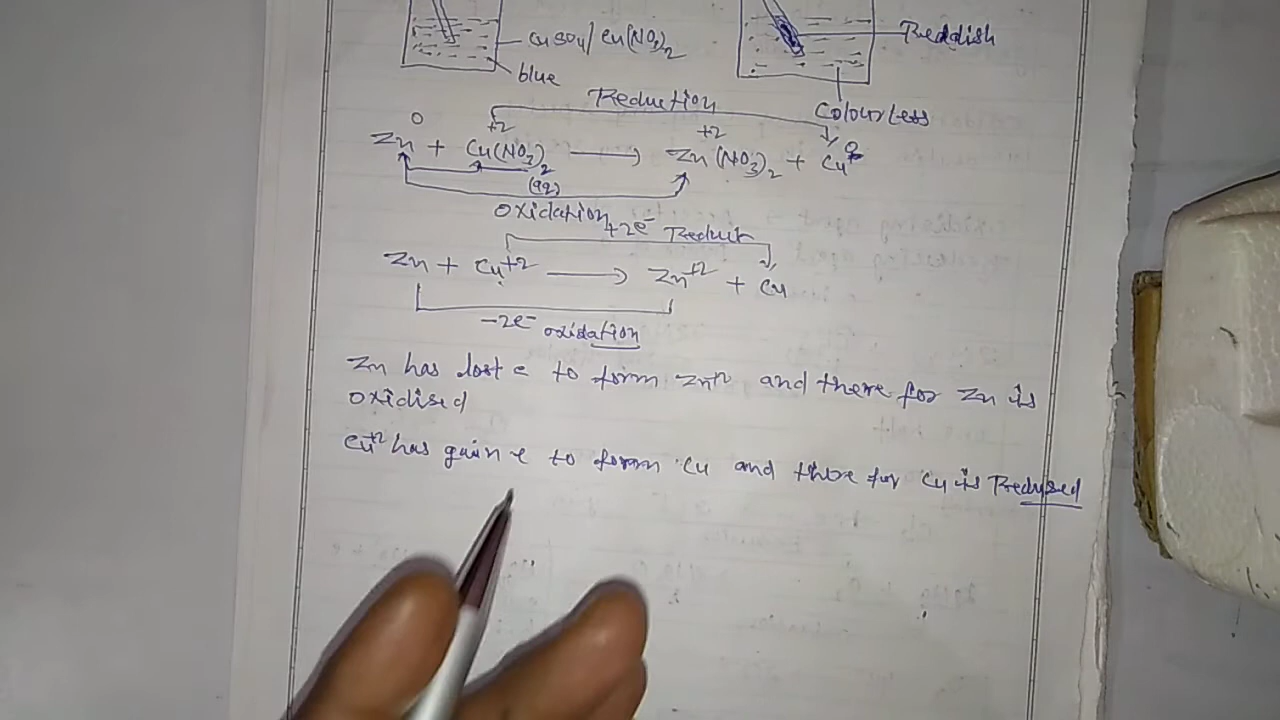 CuSO4/Cu(NO3)2
Reddish
blue
Colourless
Reduction
0 +2 +2 0
Zn + Cu(NO3)2 ⟶ Zn(NO3)2 + Cu
(aq)
oxidation
+2e⁻ Reduct
Zn + Cu+2 ⟶ Zn+2 + Cu
-2e⁻ oxidation
Zn has lost e to form Zn+2 and there for Zn is
oxidised
Cu+2 has gain e to form Cu and there for Cu is Redused